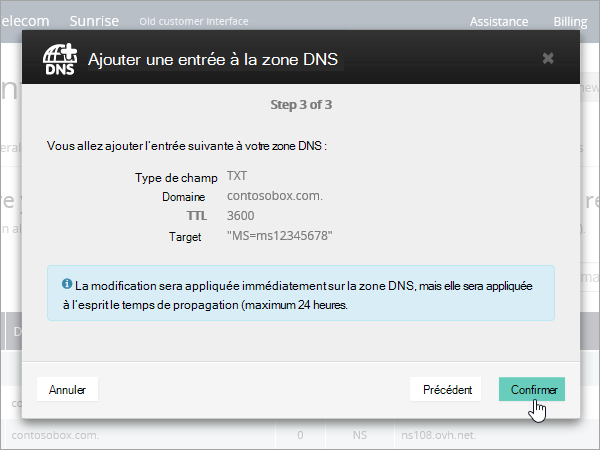 elecom Sunrise Old customer Interface Assistance Billing
DNS
Ajouter une entrée à la zone DNS
Step 3 of 3
Vous allez ajouter l'entrée suivante à votre zone DNS :
Type de champ TXT
Domaine contosobox.com.
TTL 3600
Target "MS=ms12345678"
La modification sera appliquée immédiatement sur la zone DNS, mais elle sera appliquée
à l'esprit le temps de propagation (maximum 24 heures.
Annuler Précédent Confirmer
contosobox.com. 0 NS ns108.ovh.net.